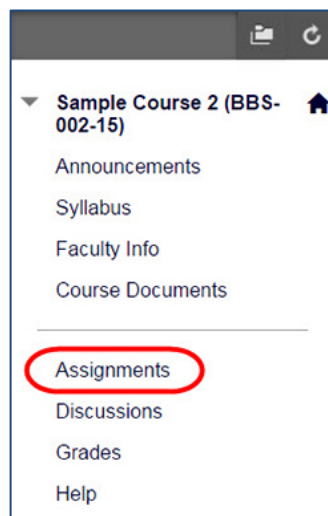 Sample Course 2 (BBS-
002-15)
Announcements
Syllabus
Faculty Info
Course Documents
Assignments
Discussions
Grades
Help